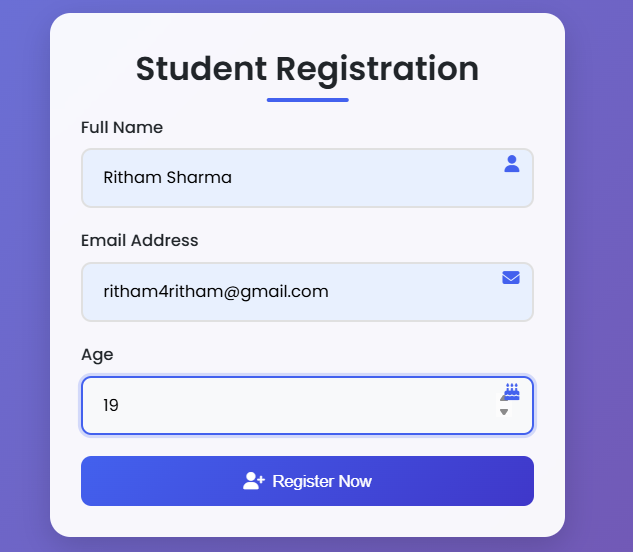 Student Registration
Full Name
Ritham Sharma
Email Address
ritham4ritham@gmail.com
Age
19
Register Now